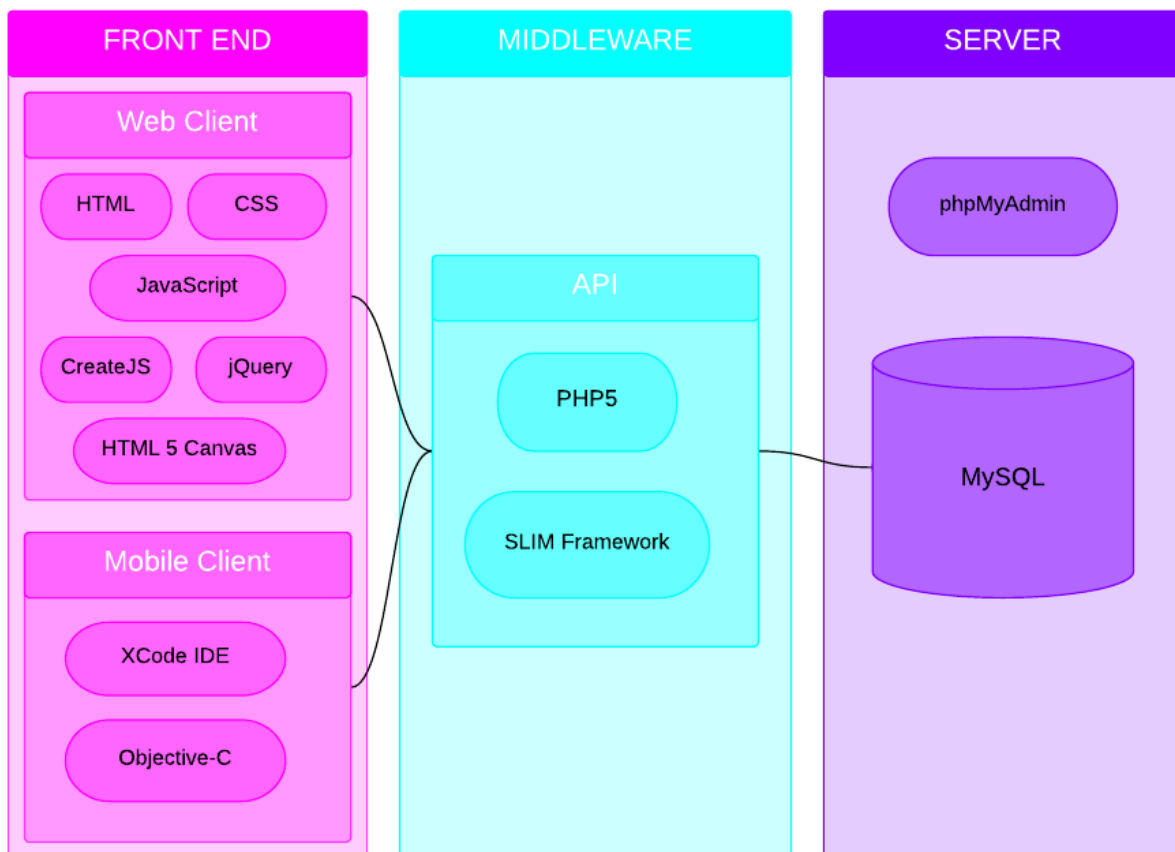 FRONT END
Web Client
HTML
CSS
JavaScript
CreateJS
jQuery
HTML 5 Canvas
Mobile Client
XCode IDE
Objective-C
MIDDLEWARE
API
PHP5
SLIM Framework
SERVER
phpMyAdmin
MySQL